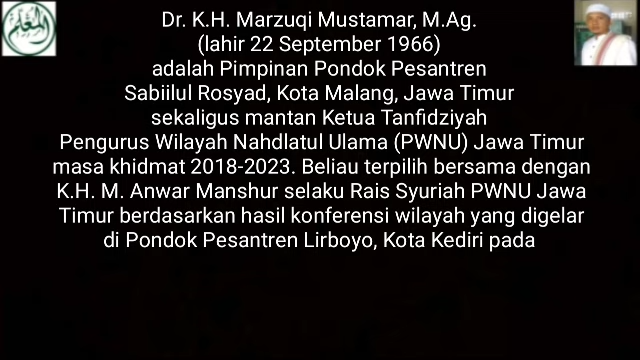 Dr. K.H. Marzuqi Mustamar, M.Ag.
(lahir 22 September 1966)
adalah Pimpinan Pondok Pesantren
Sabiilul Rosyad, Kota Malang, Jawa Timur
sekaligus mantan Ketua Tanfidziyah
Pengurus Wilayah Nahdlatul Ulama (PWNU) Jawa Timur
masa khidmat 2018-2023. Beliau terpilih bersama dengan
K.H. M. Anwar Manshur selaku Rais Syuriah PWNU Jawa
Timur berdasarkan hasil konferensi wilayah yang digelar
di Pondok Pesantren Lirboyo, Kota Kediri pada